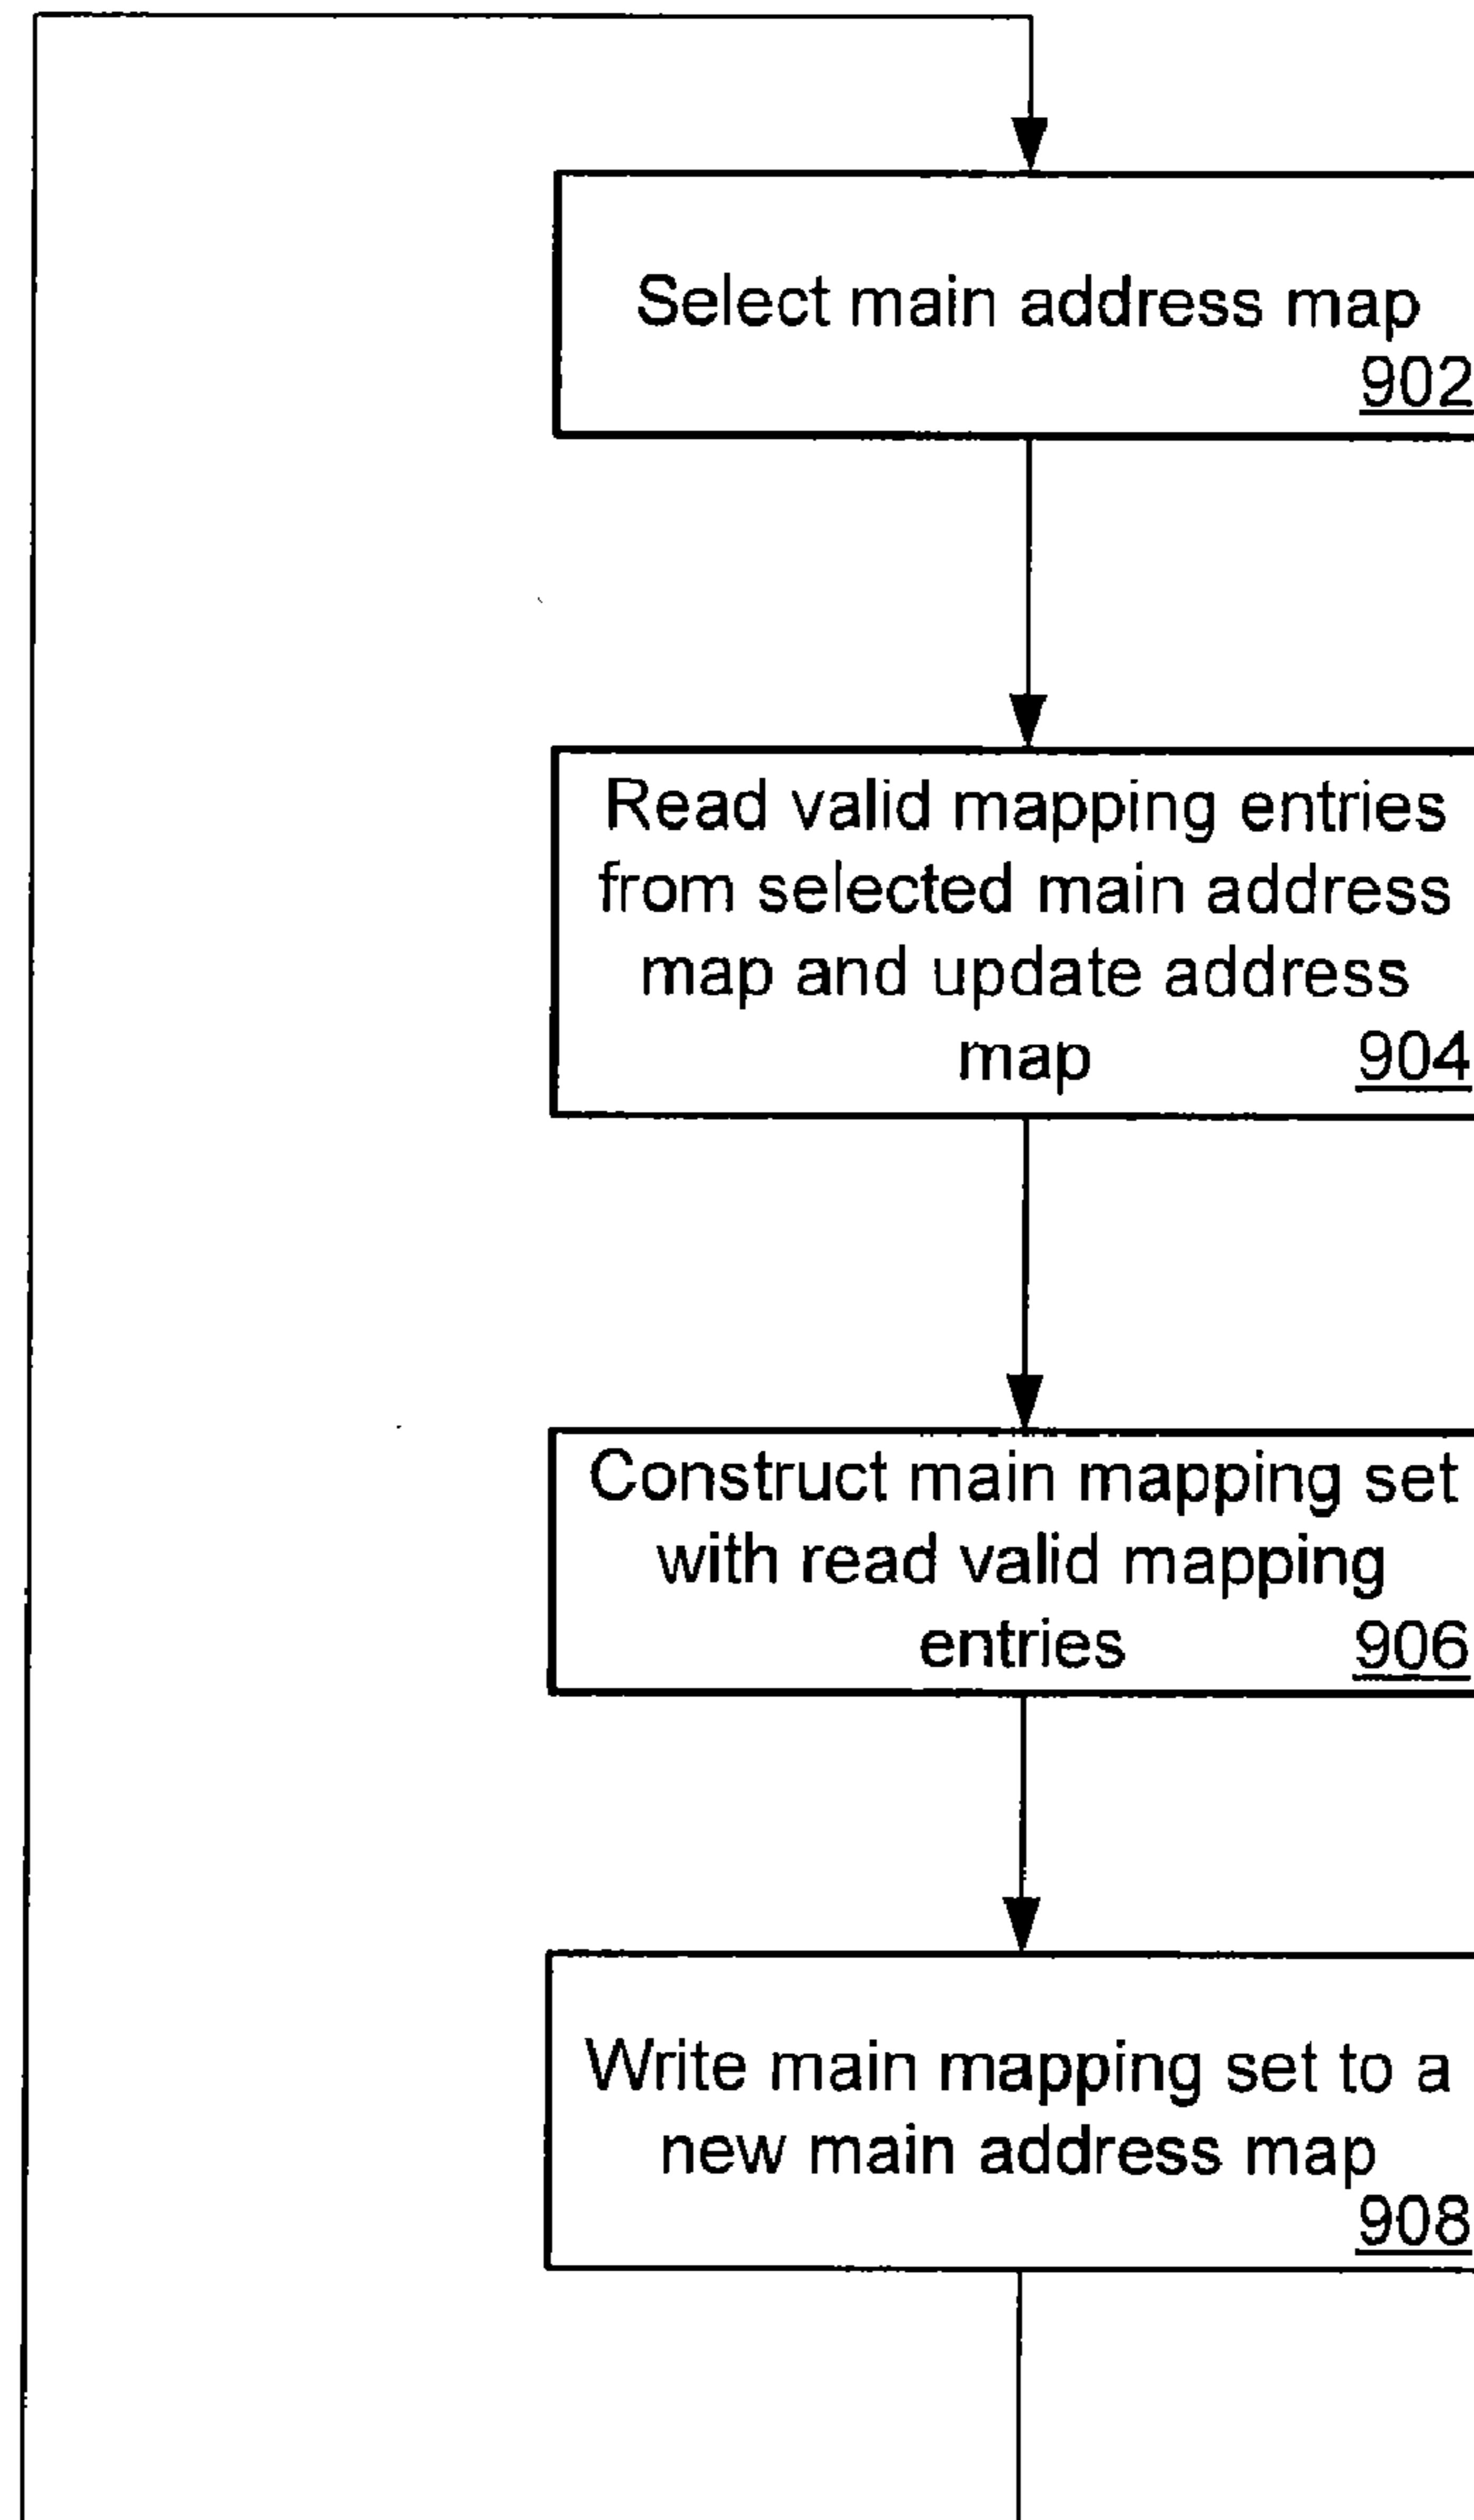 Select main address map
902
Read valid mapping entries
from selected main address
map and update address
map 904
Construct main mapping set
with read valid mapping
entries 906
Write main mapping set to a
new main address map
908